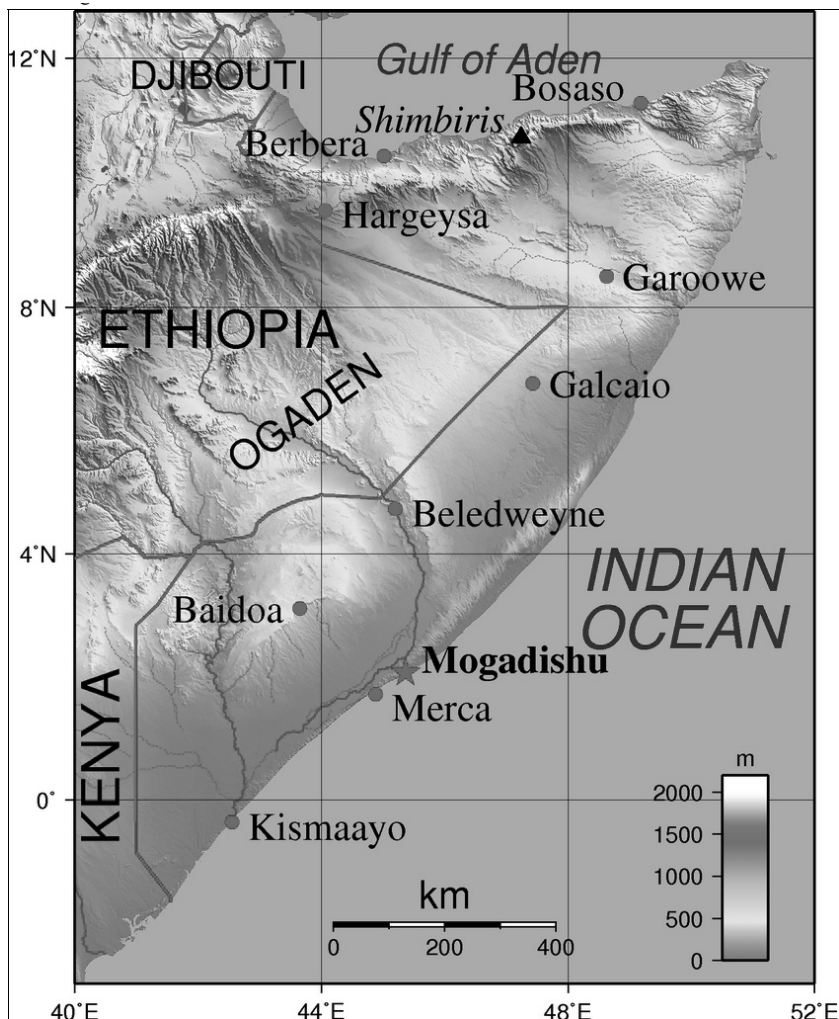 12°N
Gulf of Aden
DJIBOUTI
Bosaso
Shimbiris
Berbera
Hargeysa
Garoowe
8°N
ETHIOPIA
Galcaio
OGADEN
Beledweyne
4°N
INDIAN
OCEAN
Baidoa
Mogadishu
KENYA
Merca
m
2000
1500
1000
500
0
0°
Kismaayo
km
0 200 400
40°E 44°E 48°E 52°E